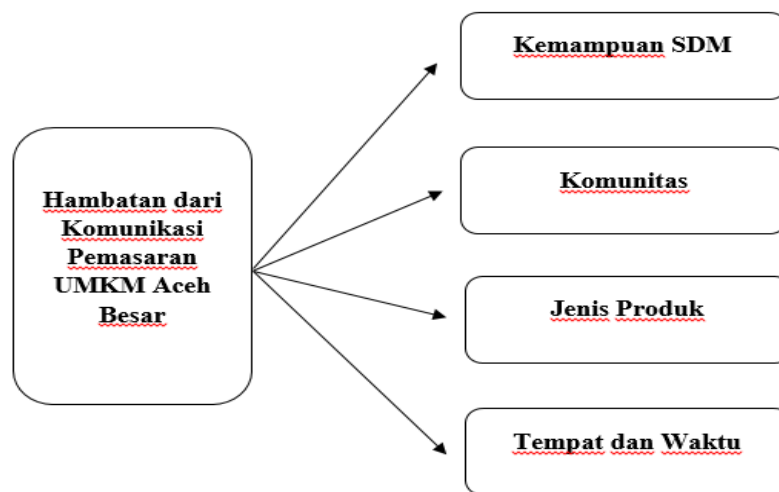 Hambatan dari
Komunikasi
Pemasaran
UMKM Aceh
Besar
Kemampuan SDM
Komunitas
Jenis Produk
Tempat dan Waktu